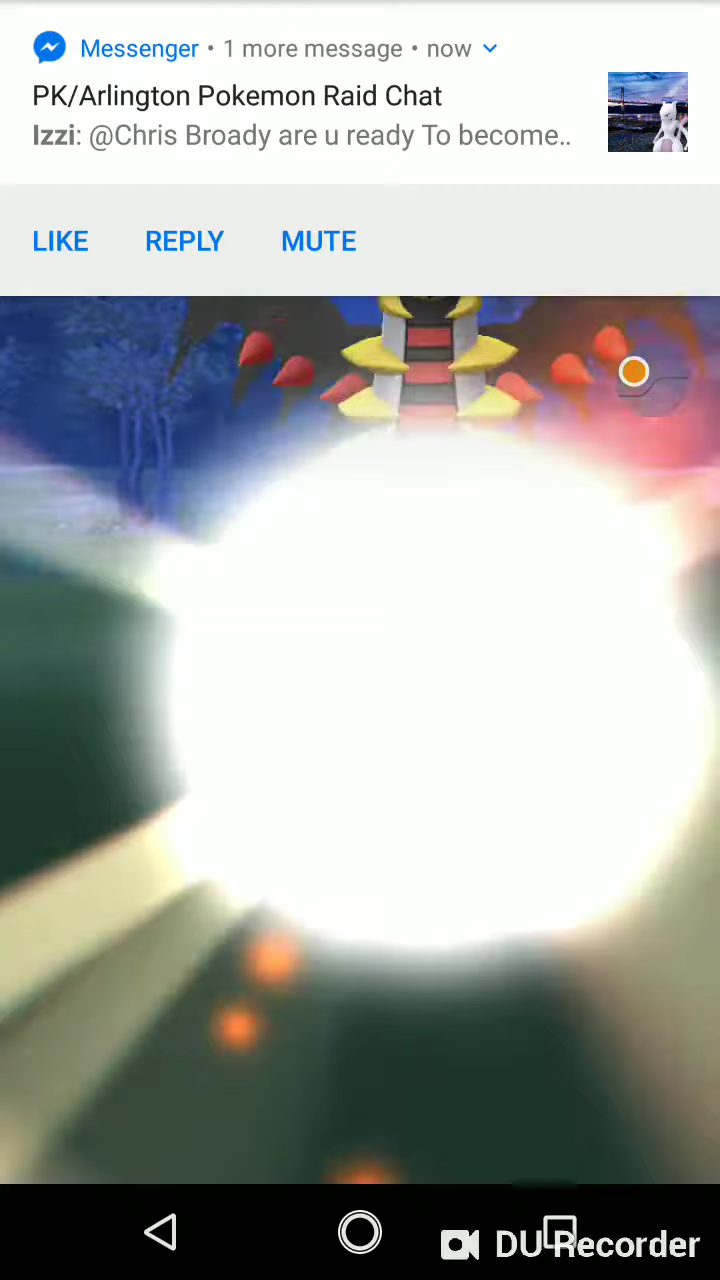 Messenger • 1 more message • now
PK/Arlington Pokemon Raid Chat
Izzi: @Chris Broady are u ready To become..
LIKE REPLY MUTE
DU Recorder